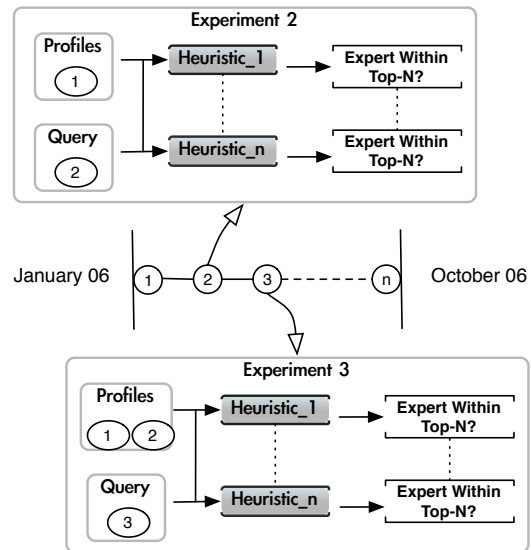 Experiment 2
Profiles
1
Heuristic_1
Expert Within
Top-N?
Query
2
Heuristic_n
Expert Within
Top-N?
January 06
1
2
3
n
October 06
Experiment 3
Profiles
1 2
Heuristic_1
Expert Within
Top-N?
Query
3
Heuristic_n
Expert Within
Top-N?